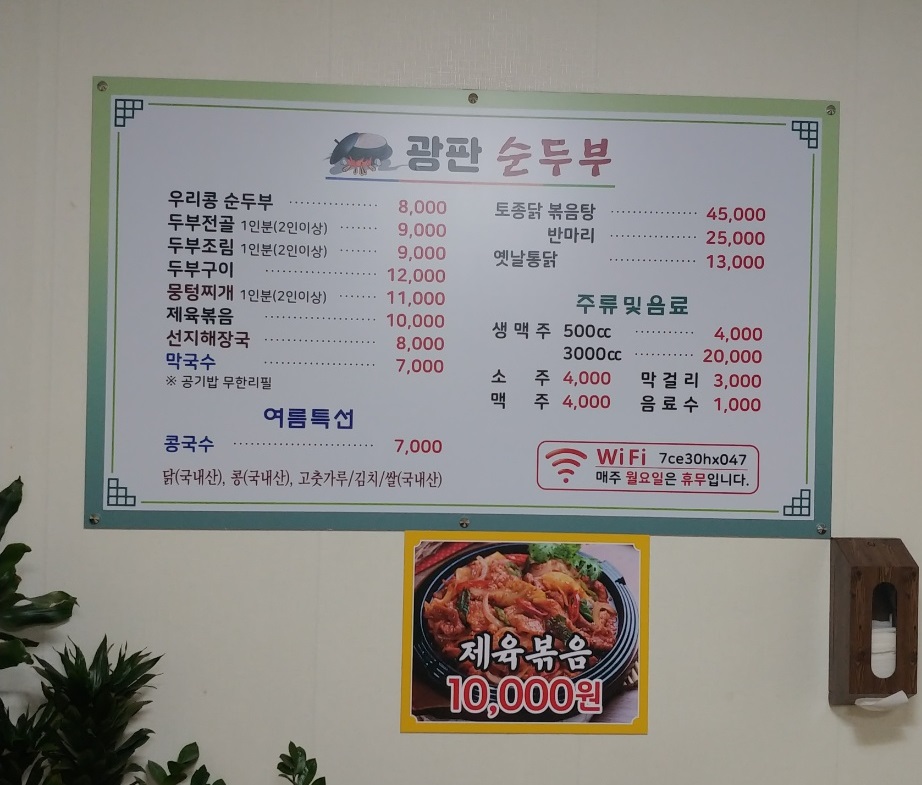 광판 순두부
우리콩 순두부 8,000
두부전골 1인분(2인이상) 9,000
두부조림 1인분(2인이상) 9,000
두부구이 12,000
뭉텅찌개 1인분(2인이상) 11,000
제육볶음 10,000
선지해장국 8,000
막국수 7,000
※ 공기밥 무한리필
여름특선
콩국수 7,000
닭(국내산), 콩(국내산), 고춧가루/김치/쌀(국내산)
토종닭 볶음탕 45,000
반마리 25,000
옛날통닭 13,000
주류및음료
생맥주 500cc 4,000
3000cc 20,000
소주 4,000 막걸리 3,000
맥주 4,000 음료수 1,000
WiFi 7ce30hx047
매주 월요일은 휴무입니다.
제육볶음
10,000원